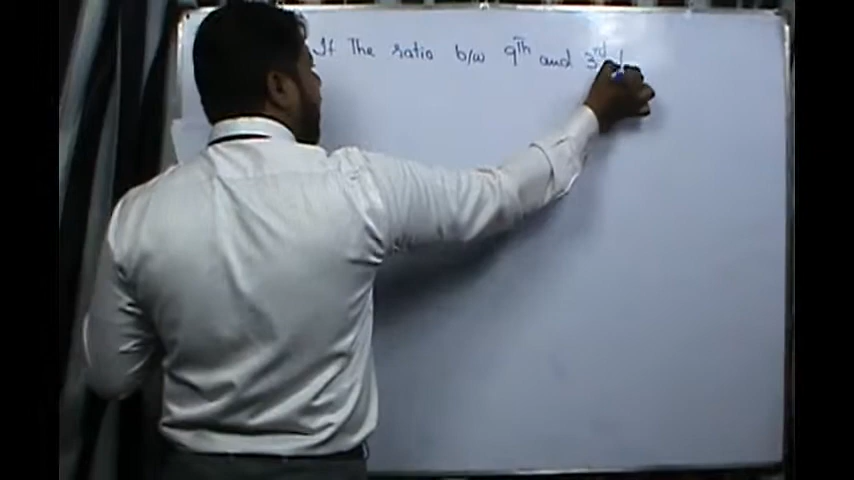 If The ratio b/w 9th and 3rd